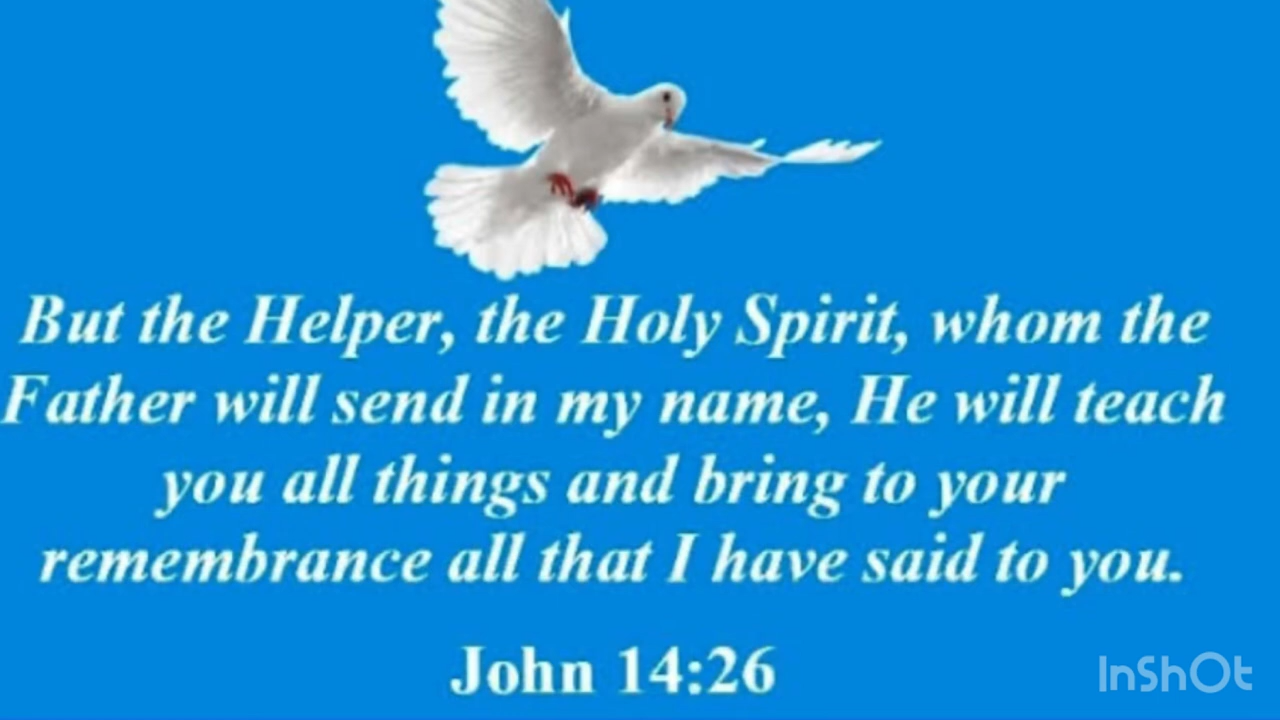 But the Helper, the Holy Spirit, whom the
Father will send in my name, He will teach
you all things and bring to your
remembrance all that I have said to you.
John 14:26
InShOt